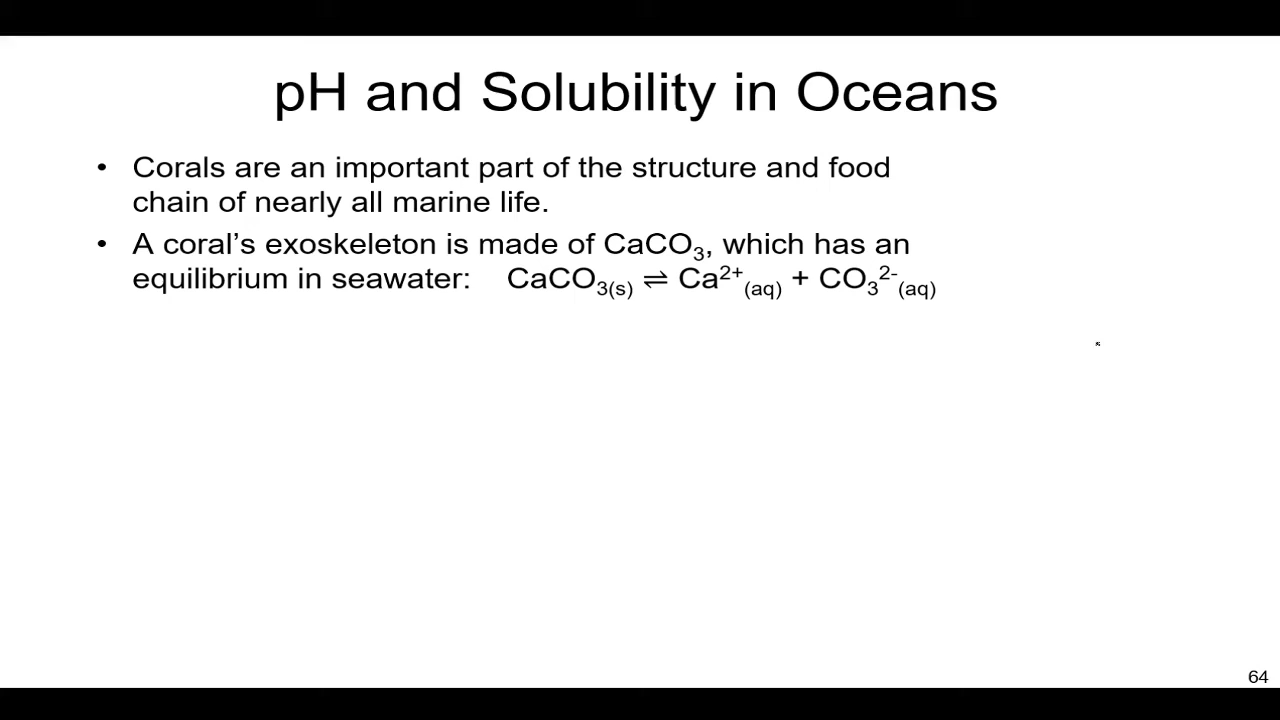 pH and Solubility in Oceans
• Corals are an important part of the structure and food
chain of nearly all marine life.
• A coral’s exoskeleton is made of CaCO₃, which has an
equilibrium in seawater: CaCO₃₍ₛ₎ ⇌ Ca²⁺(aq) + CO₃²⁻(aq)
64